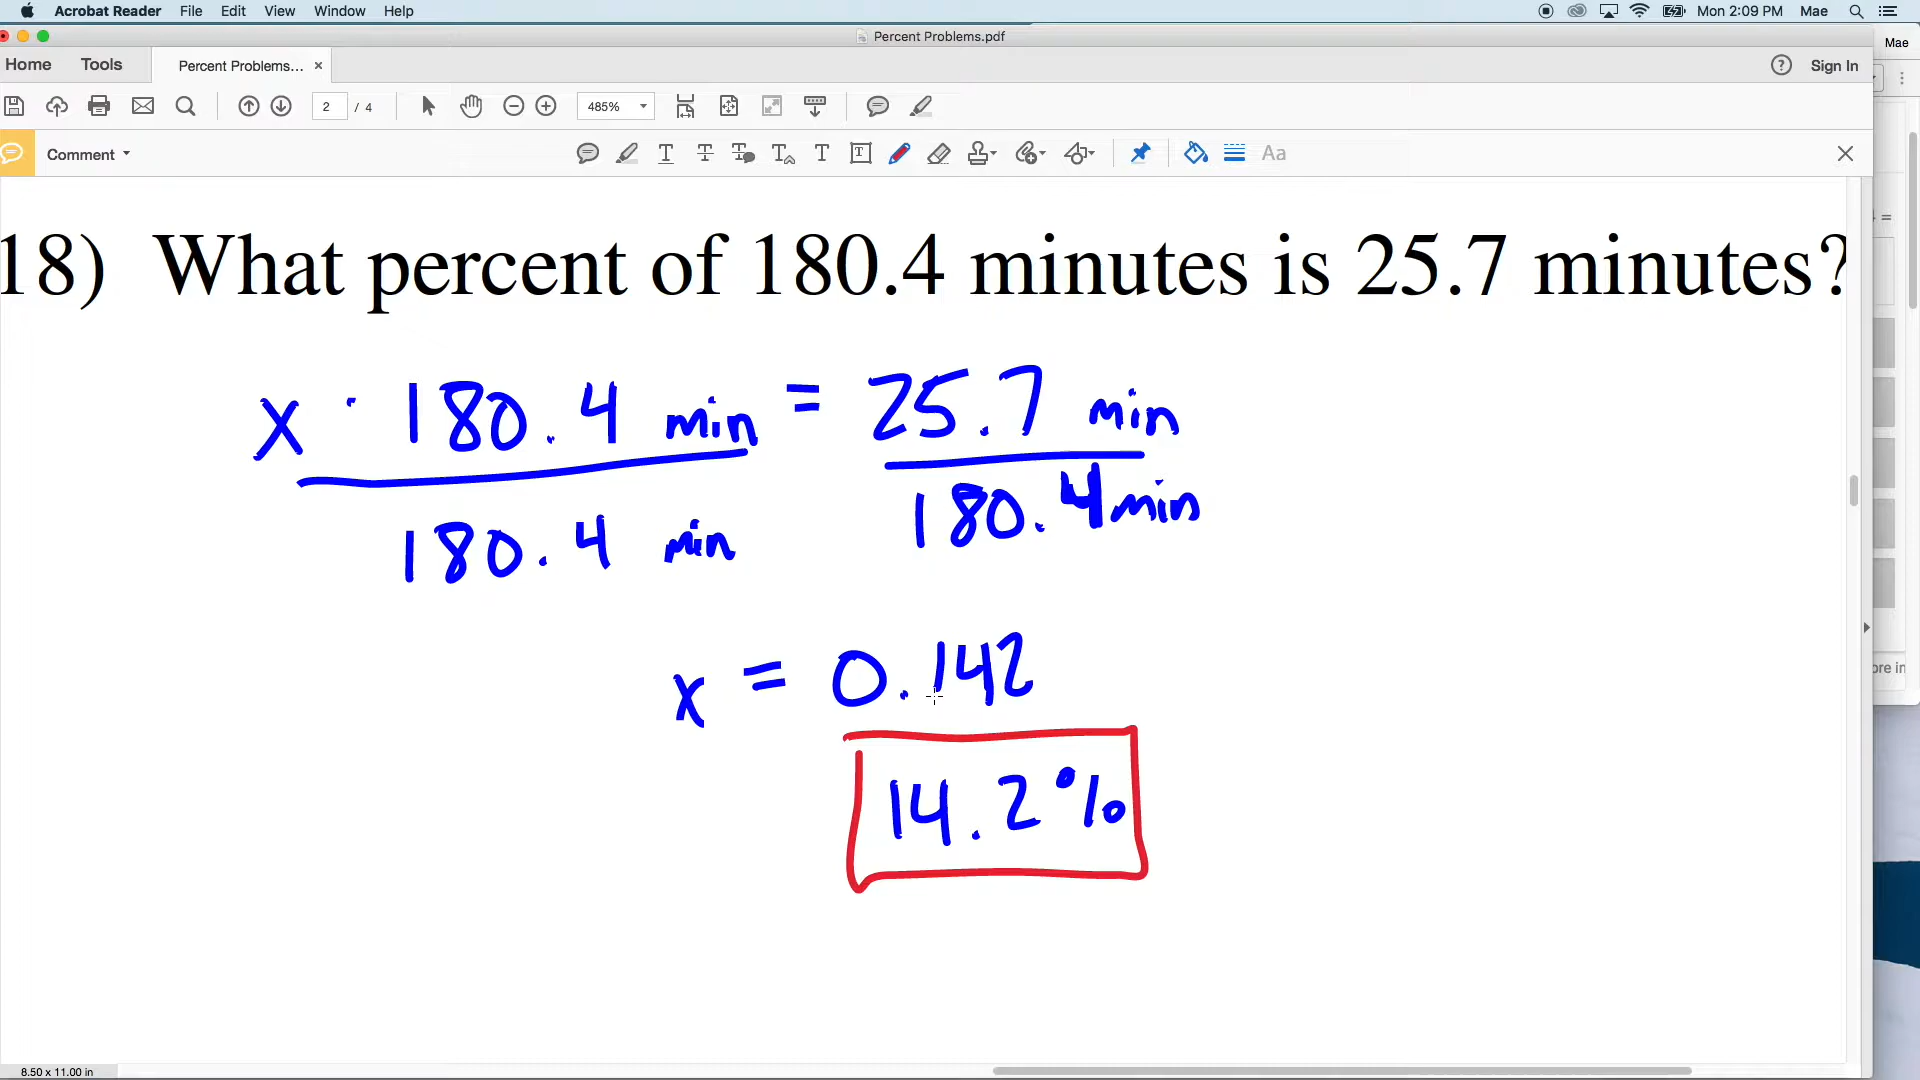 Acrobat Reader File Edit View Window Help Mon 2:09 PM Mae
Percent Problems.pdf
Mae
Home Tools Percent Problems... × Sign In
2 / 4 485%
Comment Aa
18) What percent of 180.4 minutes is 25.7 minutes?
x · 180.4 min = 25.7 min
180.4 min 180.4 min
x = 0.142
14.2%
ore in
8.50 x 11.00 in